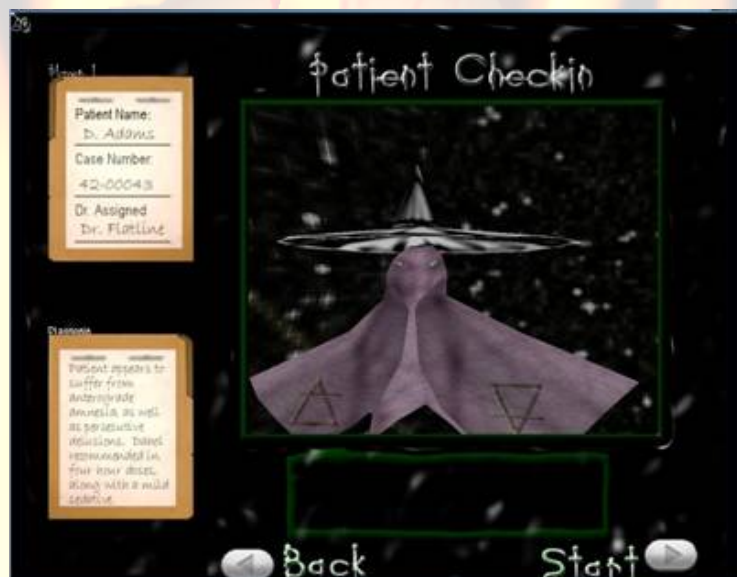 Patient Checkin
Patient Name:
D. Adams
Case Number:
42-00043
Dr. Assigned
Dr. Flatline
Diagnosis
Patient appears to
suffer from
anterograde
amnesia, as well
as persecutive
delusions.
recommended in
four hour doses,
along with a mild
sedative.
Back
Start